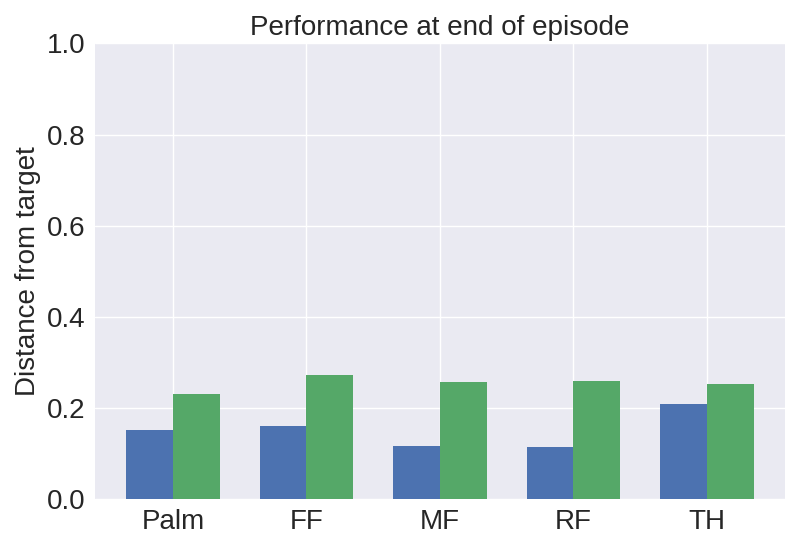 Performance at end of episode
Distance from target
1.0
0.8
0.6
0.4
0.2
0.0
Palm FF MF RF TH